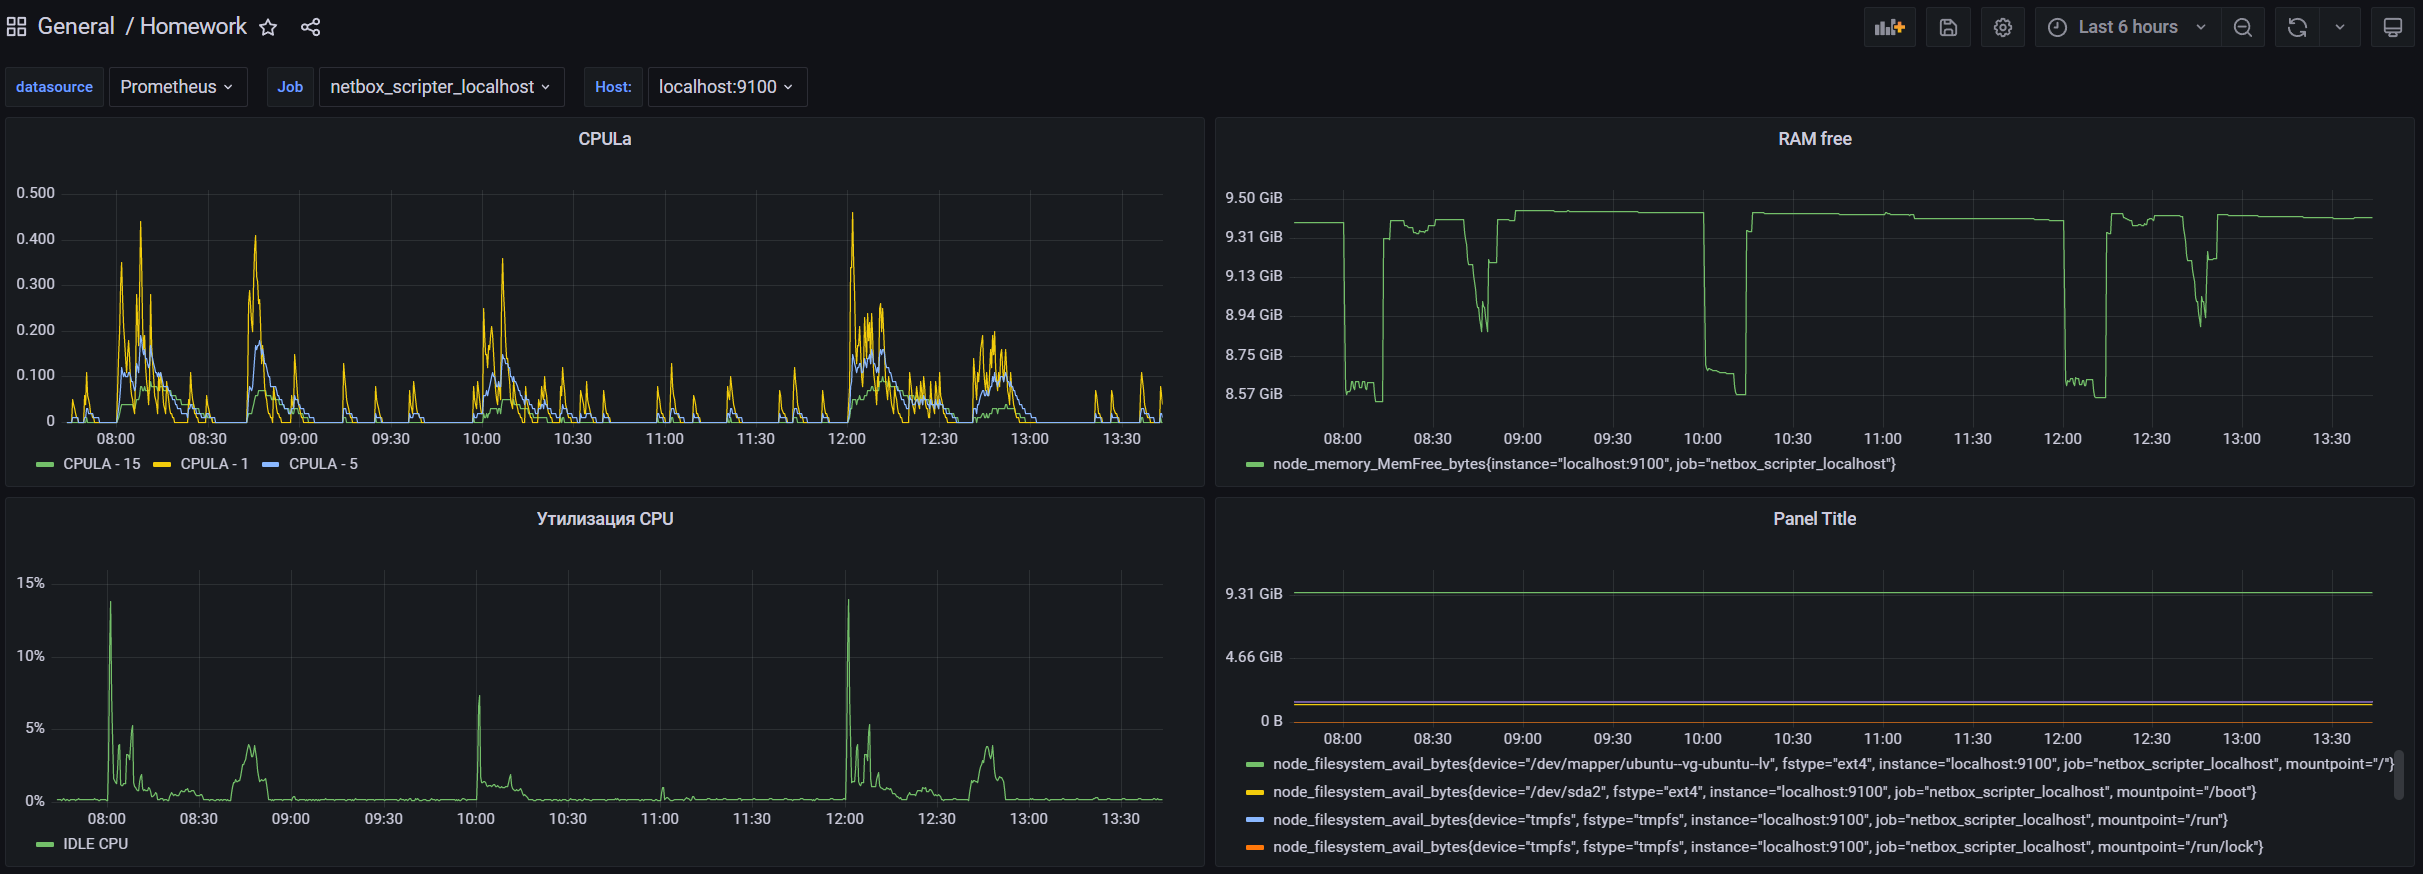 General / Homework
Last 6 hours
datasource Prometheus Job netbox_scripter_localhost Host: localhost:9100
CPULa
0.500
0.400
0.300
0.200
0.100
0
08:00 08:30 09:00 09:30 10:00 10:30 11:00 11:30 12:00 12:30 13:00 13:30
CPULA - 15 CPULA - 1 CPULA - 5
RAM free
9.50 GiB
9.31 GiB
9.13 GiB
8.94 GiB
8.75 GiB
8.57 GiB
08:00 08:30 09:00 09:30 10:00 10:30 11:00 11:30 12:00 12:30 13:00 13:30
node_memory_MemFree_bytes{instance="localhost:9100", job="netbox_scripter_localhost"}
Утилизация CPU
15%
10%
5%
0%
08:00 08:30 09:00 09:30 10:00 10:30 11:00 11:30 12:00 12:30 13:00 13:30
IDLE CPU
Panel Title
9.31 GiB
4.66 GiB
0 B
08:00 08:30 09:00 09:30 10:00 10:30 11:00 11:30 12:00 12:30 13:00 13:30
node_filesystem_avail_bytes{device="/dev/mapper/ubuntu--vg-ubuntu--lv", fstype="ext4", instance="localhost:9100", job="netbox_scripter_localhost", mountpoint="/"}
node_filesystem_avail_bytes{device="/dev/sda2", fstype="ext4", instance="localhost:9100", job="netbox_scripter_localhost", mountpoint="/boot"}
node_filesystem_avail_bytes{device="tmpfs", fstype="tmpfs", instance="localhost:9100", job="netbox_scripter_localhost", mountpoint="/run"}
node_filesystem_avail_bytes{device="tmpfs", fstype="tmpfs", instance="localhost:9100", job="netbox_scripter_localhost", mountpoint="/run/lock"}